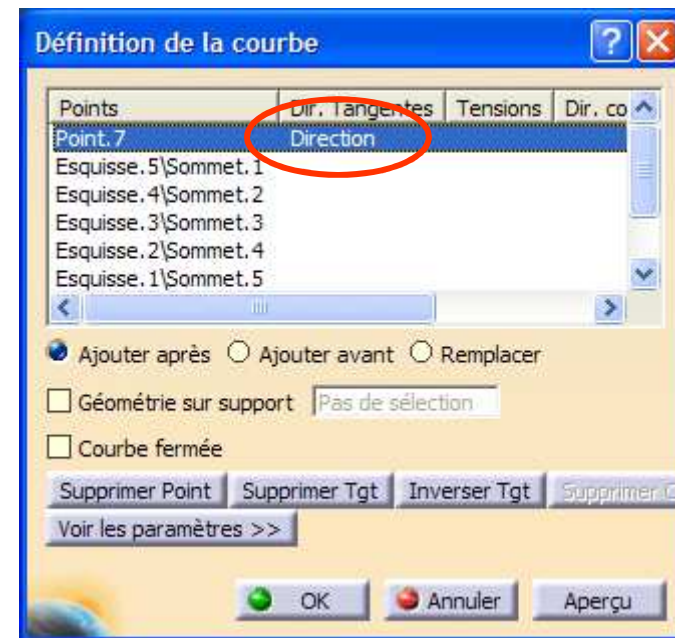 Définition de la courbe
Points Dir. Tangentes Tensions Dir. co
Point.7 Direction
Esquisse.5\Sommet.1
Esquisse.4\Sommet.2
Esquisse.3\Sommet.3
Esquisse.2\Sommet.4
Esquisse.1\Sommet.5
Ajouter après Ajouter avant Remplacer
Géométrie sur support Pas de sélection
Courbe fermée
Supprimer Point Supprimer Tgt Inverser Tgt Supprimer
Voir les paramètres >>
OK Annuler Aperçu